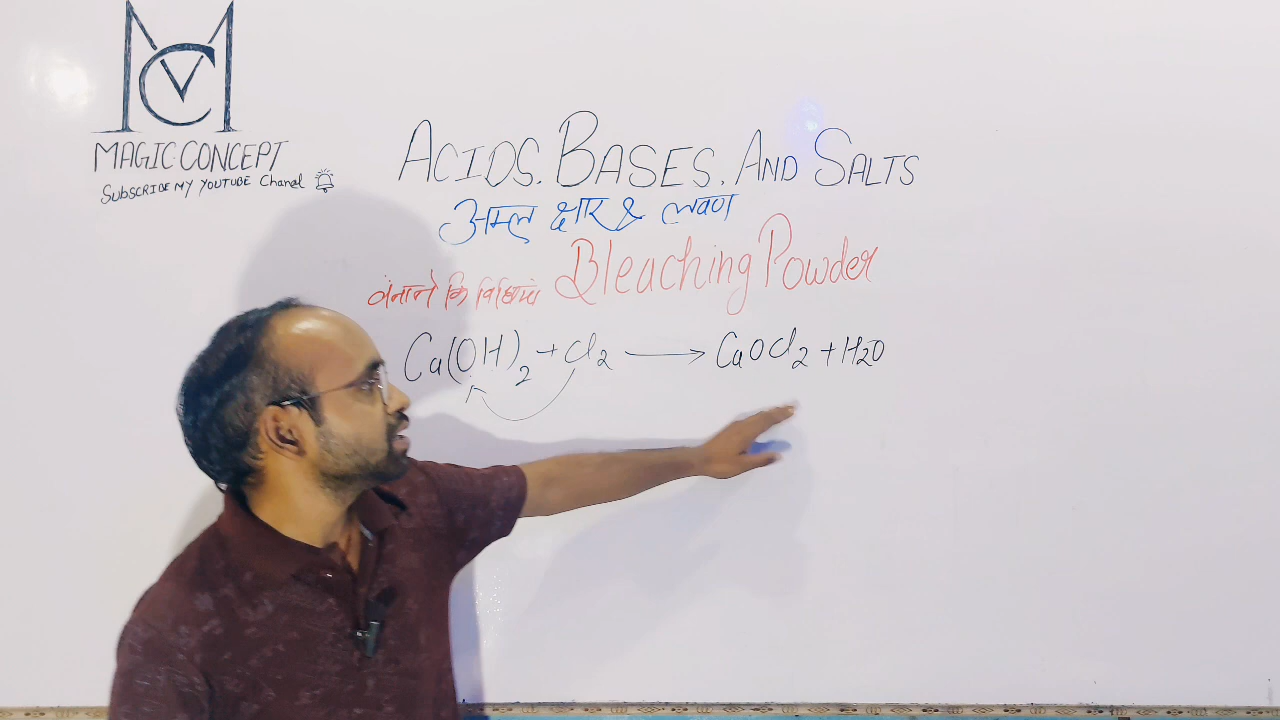 MC
MAGIC CONCEPT
SUBSCRIBE MY YOUTUBE Chanel
ACIDS. BASES. AND SALTS
अम्ल क्षार & लवण
Bleaching Powder
Ca(OH)₂ + Cl₂ → CaOCl₂ + H₂O